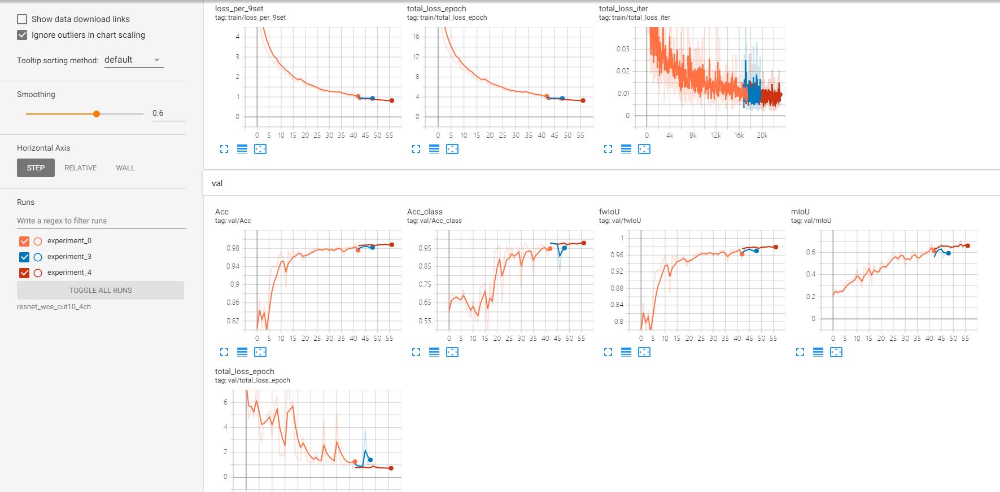 Show data download links
Ignore outliers in chart scaling
Tooltip sorting method: default
Smoothing
0.6
Horizontal Axis
STEP RELATIVE WALL
Runs
Write a regex to filter runs
experiment_0
experiment_3
experiment_4
TOGGLE ALL RUNS
resnet_wce_cut10_4ch
loss_per_9set
tag: train/loss_per_9set
4
3
2
1
0
0 5 10 15 20 25 30 35 40 45 50 55
total_loss_epoch
tag: train/total_loss_epoch
16
12
8
4
0
0 5 10 15 20 25 30 35 40 45 50 55
total_loss_iter
tag: train/total_loss_iter
0.03
0.02
0.01
0
0 4k 8k 12k 16k 20k
val
Acc
tag: val/Acc
0.98
0.94
0.9
0.86
0.82
0 5 10 15 20 25 30 35 40 45 50 55
Acc_class
tag: val/Acc_class
0.95
0.85
0.75
0.65
0.55
0 5 10 15 20 25 30 35 40 45 50 55
fwIoU
tag: val/fwIoU
1
0.96
0.92
0.88
0.84
0.8
0 5 10 15 20 25 30 35 40 45 50 55
mIoU
tag: val/mIoU
0.6
0.4
0.2
0
0 5 10 15 20 25 30 35 40 45 50 55
total_loss_epoch
tag: val/total_loss_epoch
6
4
2
0